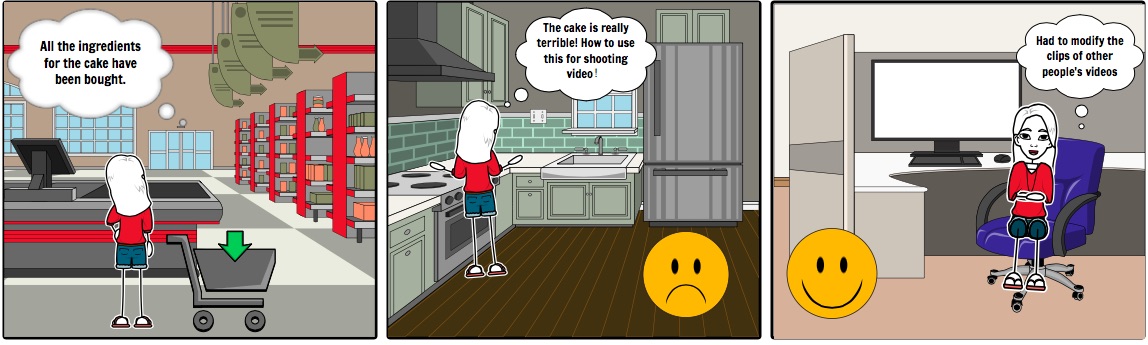 All the ingredients
for the cake have
been bought.
The cake is really
terrible! How to use
this for shooting
video!
Had to modify the
clips of other
people's videos